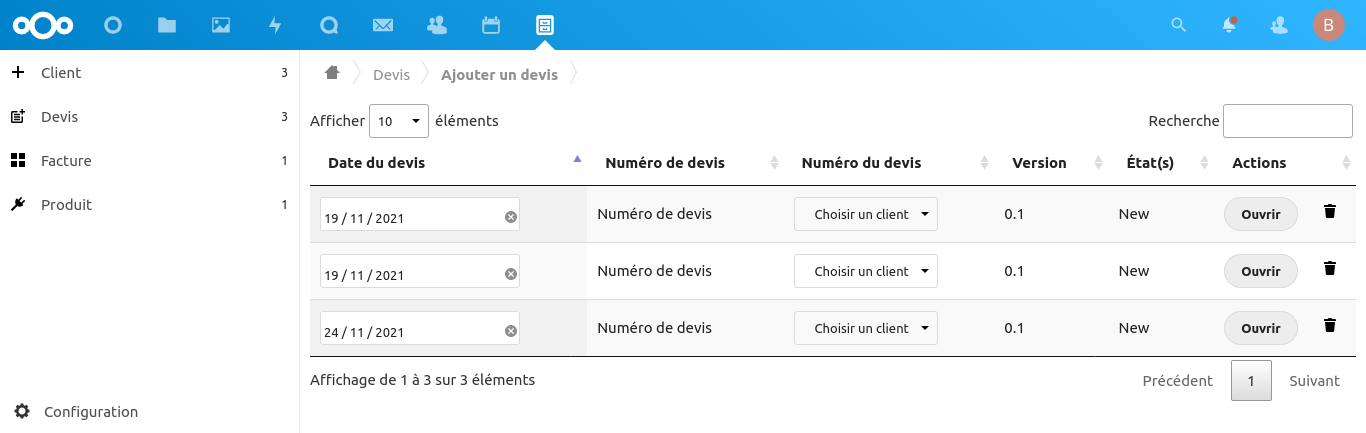 B
Client 3
Devis 3
Facture 1
Produit 1
Configuration
Devis Ajouter un devis
Afficher 10 éléments Recherche
Date du devis Numéro de devis Numéro du devis Version État(s) Actions
19 / 11 / 2021 Numéro de devis Choisir un client 0.1 New Ouvrir
19 / 11 / 2021 Numéro de devis Choisir un client 0.1 New Ouvrir
24 / 11 / 2021 Numéro de devis Choisir un client 0.1 New Ouvrir
Affichage de 1 à 3 sur 3 éléments Précédent 1 Suivant